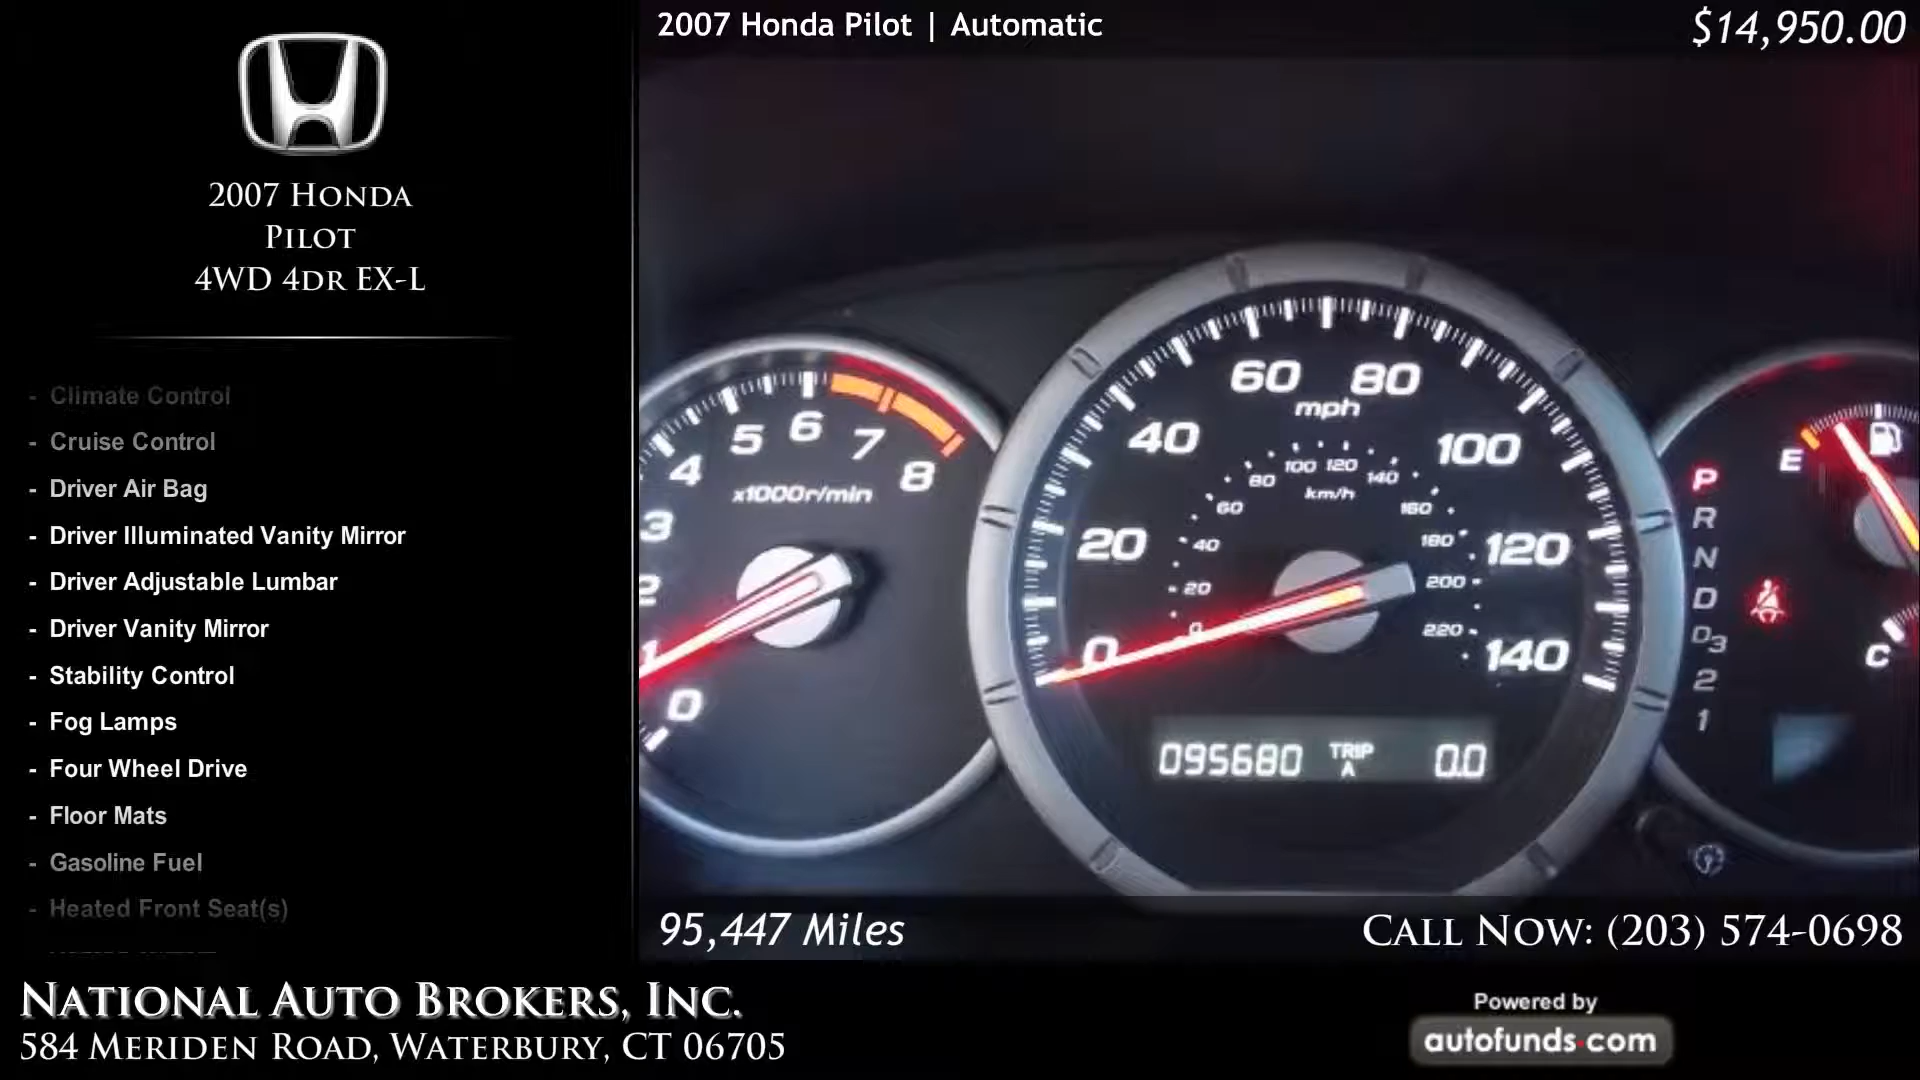 2007 Honda Pilot | Automatic
$14,950.00
2007 HONDA
PILOT
4WD 4DR EX-L
- Climate Control
- Cruise Control
- Driver Air Bag
- Driver Illuminated Vanity Mirror
- Driver Adjustable Lumbar
- Driver Vanity Mirror
- Stability Control
- Fog Lamps
- Four Wheel Drive
- Floor Mats
- Gasoline Fuel
- Heated Front Seat(s)
0 1 2 3 4 5 6 7 8
x1000r/min
0 20 40 60 80 100 120 140
mph
0 20 40 60 80 100 120 140 160 180 200 220
km/h
095680 TRIP A 0.0
E
P
R
N
D
D3
2
1
C
95,447 Miles
CALL NOW: (203) 574-0698
NATIONAL AUTO BROKERS, INC.
584 MERIDEN ROAD, WATERBURY, CT 06705
Powered by
autofunds.com